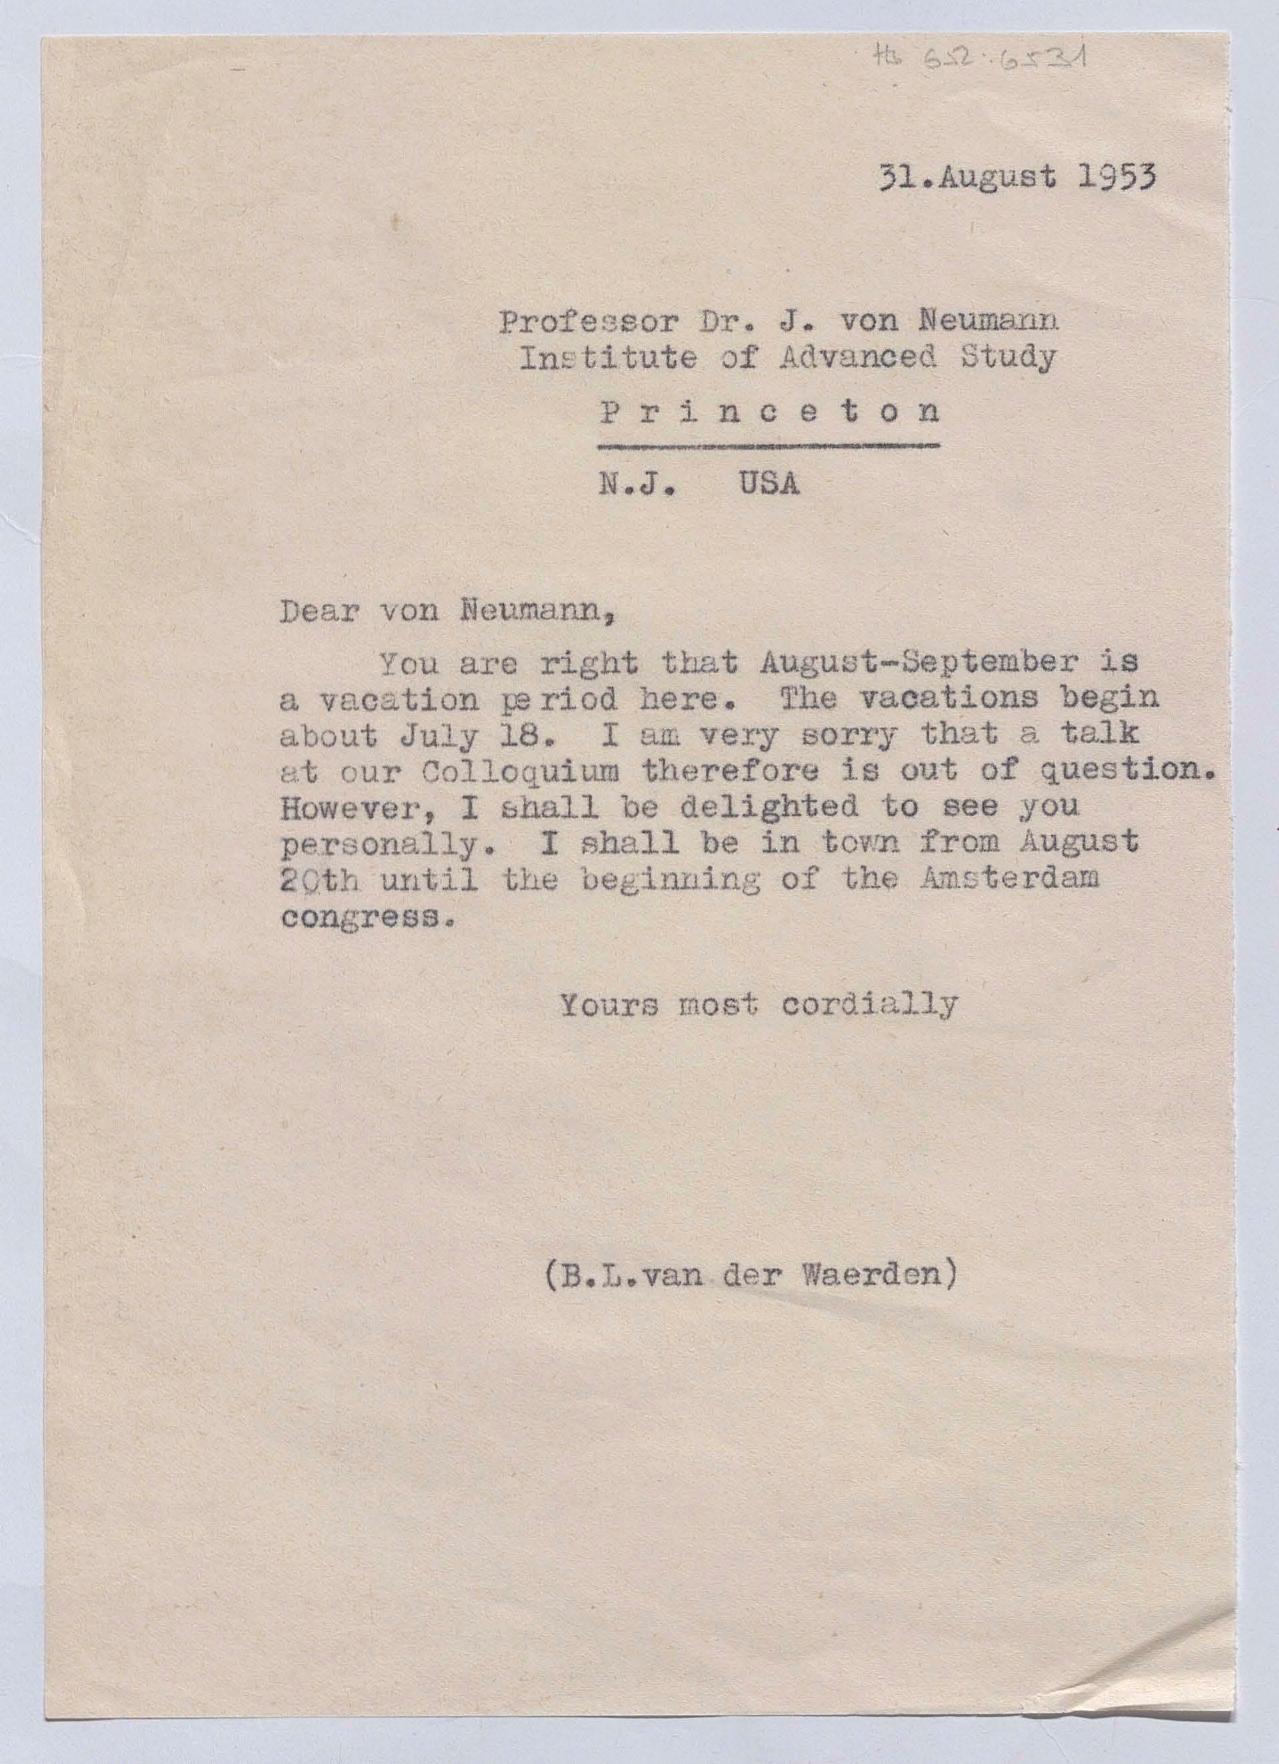 Hs 652:6531
31.August 1953
Professor Dr. J. von Neumann
Institute of Advanced Study
P r i n c e t o n
N.J. USA
Dear von Neumann,
You are right that August-September is
a vacation period here. The vacations begin
about July 18. I am very sorry that a talk
at our Colloquium therefore is out of question.
However, I shall be delighted to see you
personally. I shall be in town from August
20th until the beginning of the Amsterdam
congress.
Yours most cordially
(B.L.van der Waerden)